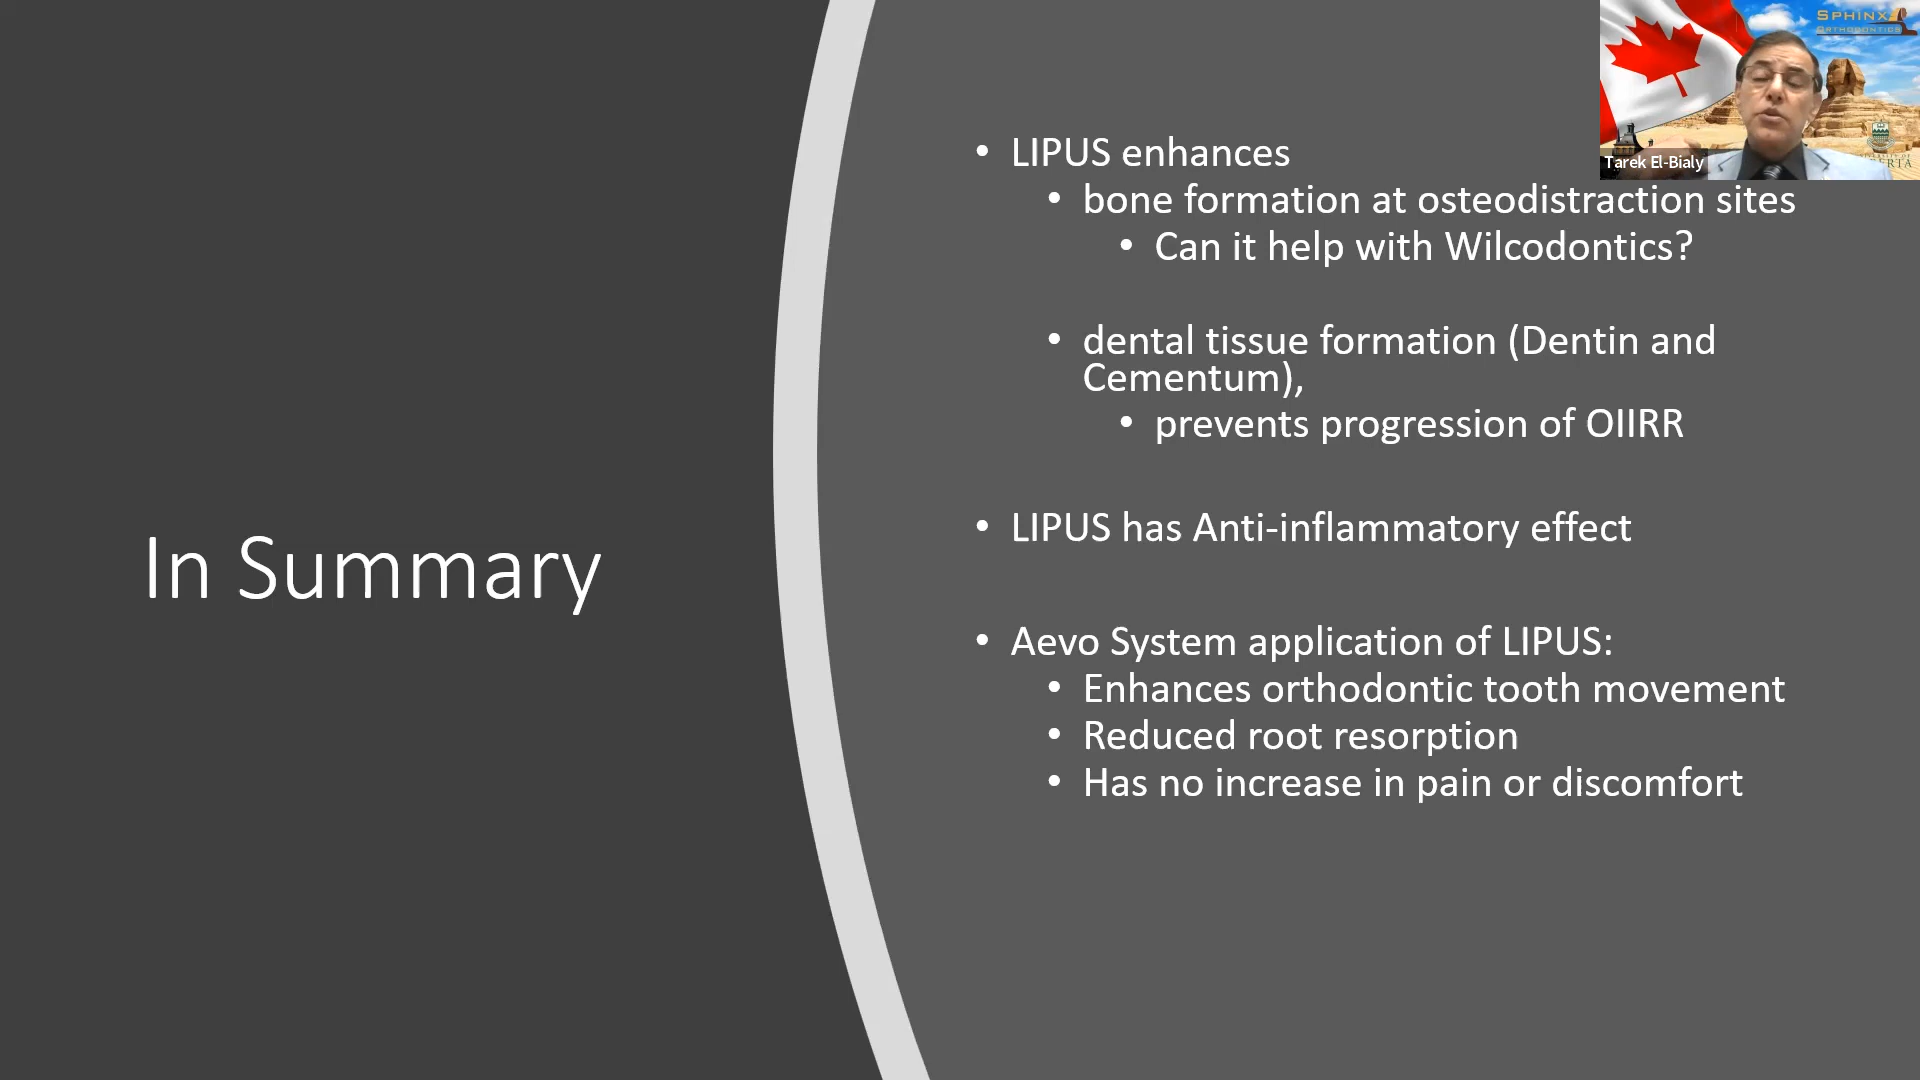 SPHINX
ORTHODONTICS
Tarek El-Bialy
• LIPUS enhances
• bone formation at osteodistraction sites
• Can it help with Wilcodontics?
• dental tissue formation (Dentin and
Cementum),
• prevents progression of OIIRR
• LIPUS has Anti-inflammatory effect
In Summary
• Aevo System application of LIPUS:
• Enhances orthodontic tooth movement
• Reduced root resorption
• Has no increase in pain or discomfort